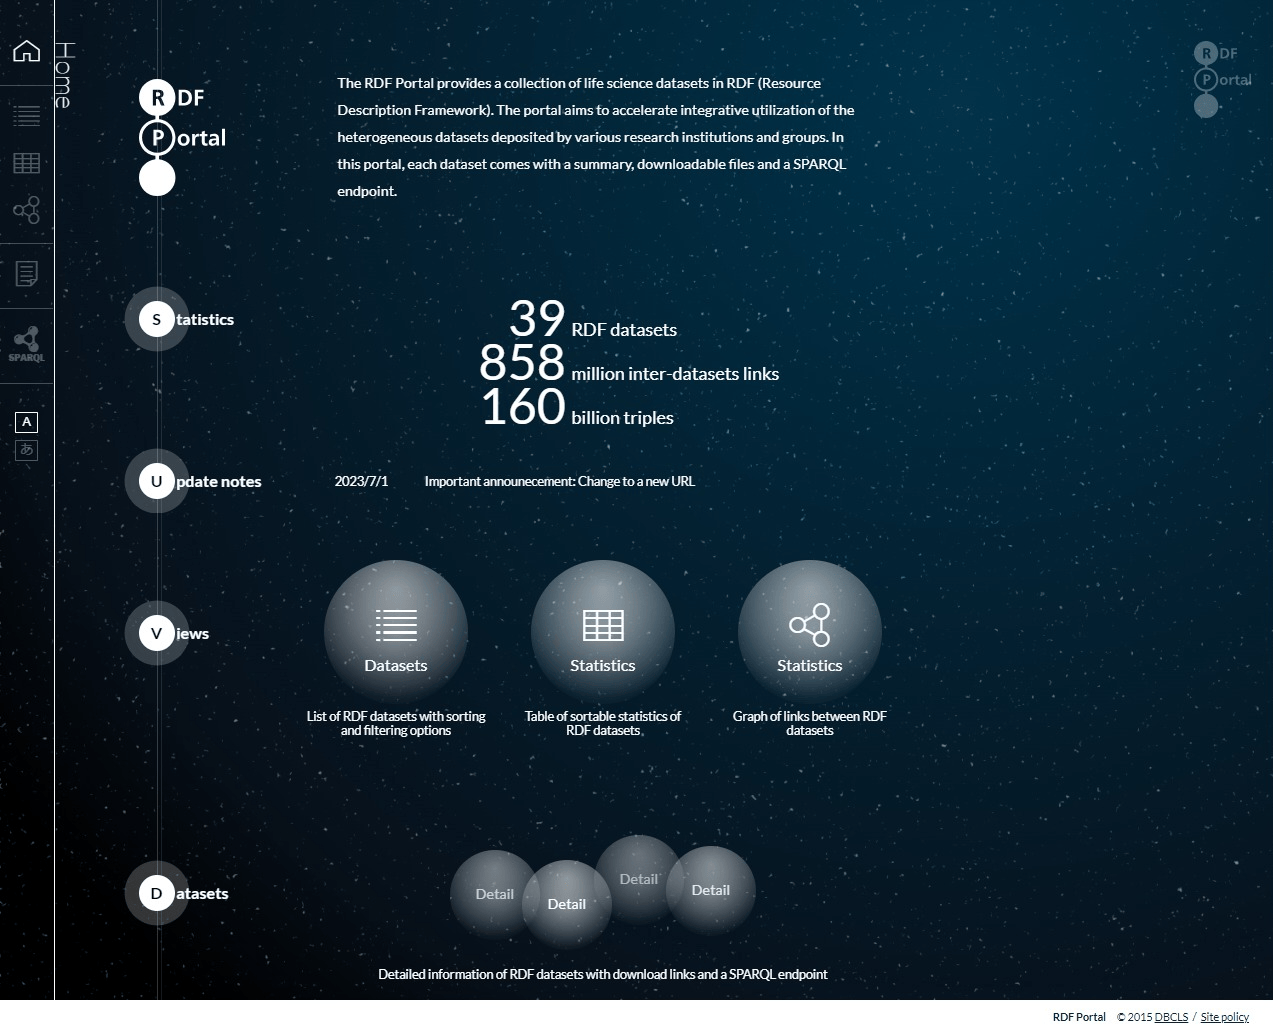 Home
RDF
Portal
The RDF Portal provides a collection of life science datasets in RDF (Resource
Description Framework). The portal aims to accelerate integrative utilization of the
heterogeneous datasets deposited by various research institutions and groups. In
this portal, each dataset comes with a summary, downloadable files and a SPARQL
endpoint.
RDF
Portal
Statistics
39 RDF datasets
858 million inter-datasets links
160 billion triples
SPARQL
A
あ
Update notes
2023/7/1 Important announecement: Change to a new URL
Views
Datasets
List of RDF datasets with sorting
and filtering options
Statistics
Table of sortable statistics of
RDF datasets
Statistics
Graph of links between RDF
datasets
Datasets
Detail
Detail
Detail
Detail
Detailed information of RDF datasets with download links and a SPARQL endpoint
RDF Portal © 2015 DBCLS / Site policy